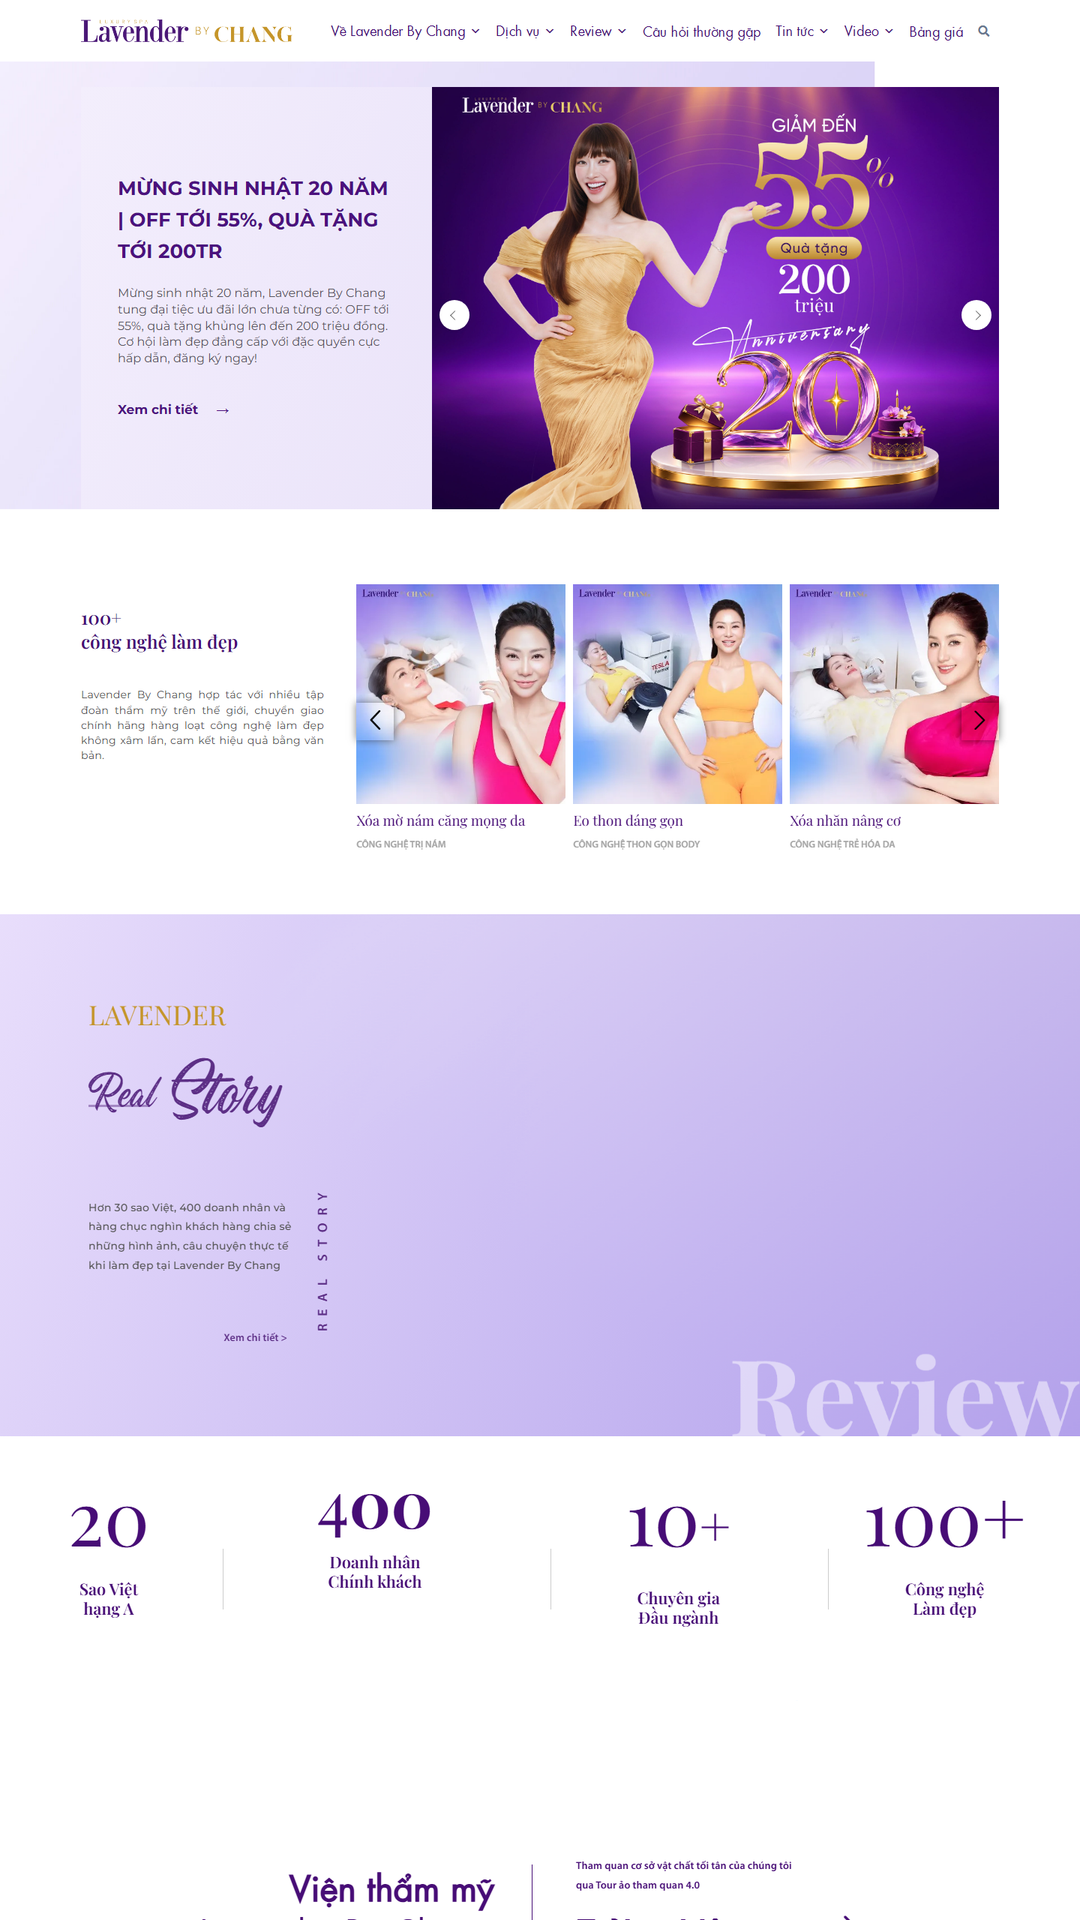 LUXURY SPA
Lavender BY CHANG
Về Lavender By Chang
Dịch vụ
Review
Câu hỏi thường gặp
Tin tức
Video
Bảng giá
MỪNG SINH NHẬT 20 NĂM
| OFF TỚI 55%, QUÀ TẶNG
TỚI 200TR
Mừng sinh nhật 20 năm, Lavender By Chang
tung đại tiệc ưu đãi lớn chưa từng có: OFF tới
55%, quà tặng khủng lên đến 200 triệu đồng.
Cơ hội làm đẹp đẳng cấp với đặc quyền cực
hấp dẫn, đăng ký ngay!
Xem chi tiết →
Lavender BY CHANG
GIẢM ĐẾN
55%
Quà tặng
200
triệu
Anniversary
20
100+
công nghệ làm đẹp
Lavender By Chang hợp tác với nhiều tập
đoàn thẩm mỹ trên thế giới, chuyển giao
chính hãng hàng loạt công nghệ làm đẹp
không xâm lấn, cam kết hiệu quả bằng văn
bản.
Lavender BY CHANG
Xóa mờ nám căng mọng da
CÔNG NGHỆ TRỊ NÁM
Lavender BY CHANG
TESLA
Eo thon dáng gọn
CÔNG NGHỆ THON GỌN BODY
Lavender BY CHANG
Xóa nhăn nâng cơ
CÔNG NGHỆ TRẺ HÓA DA
LAVENDER
Real Story
Hơn 30 sao Việt, 400 doanh nhân và
hàng chục nghìn khách hàng chia sẻ
những hình ảnh, câu chuyện thực tế
khi làm đẹp tại Lavender By Chang
REAL STORY
Xem chi tiết >
Review
20
Sao Việt
hạng A
400
Doanh nhân
Chính khách
10+
Chuyên gia
Đầu ngành
100+
Công nghệ
Làm đẹp
Viện thẩm mỹ
Tham quan cơ sở vật chất tối tân của chúng tôi
qua Tour ảo tham quan 4.0